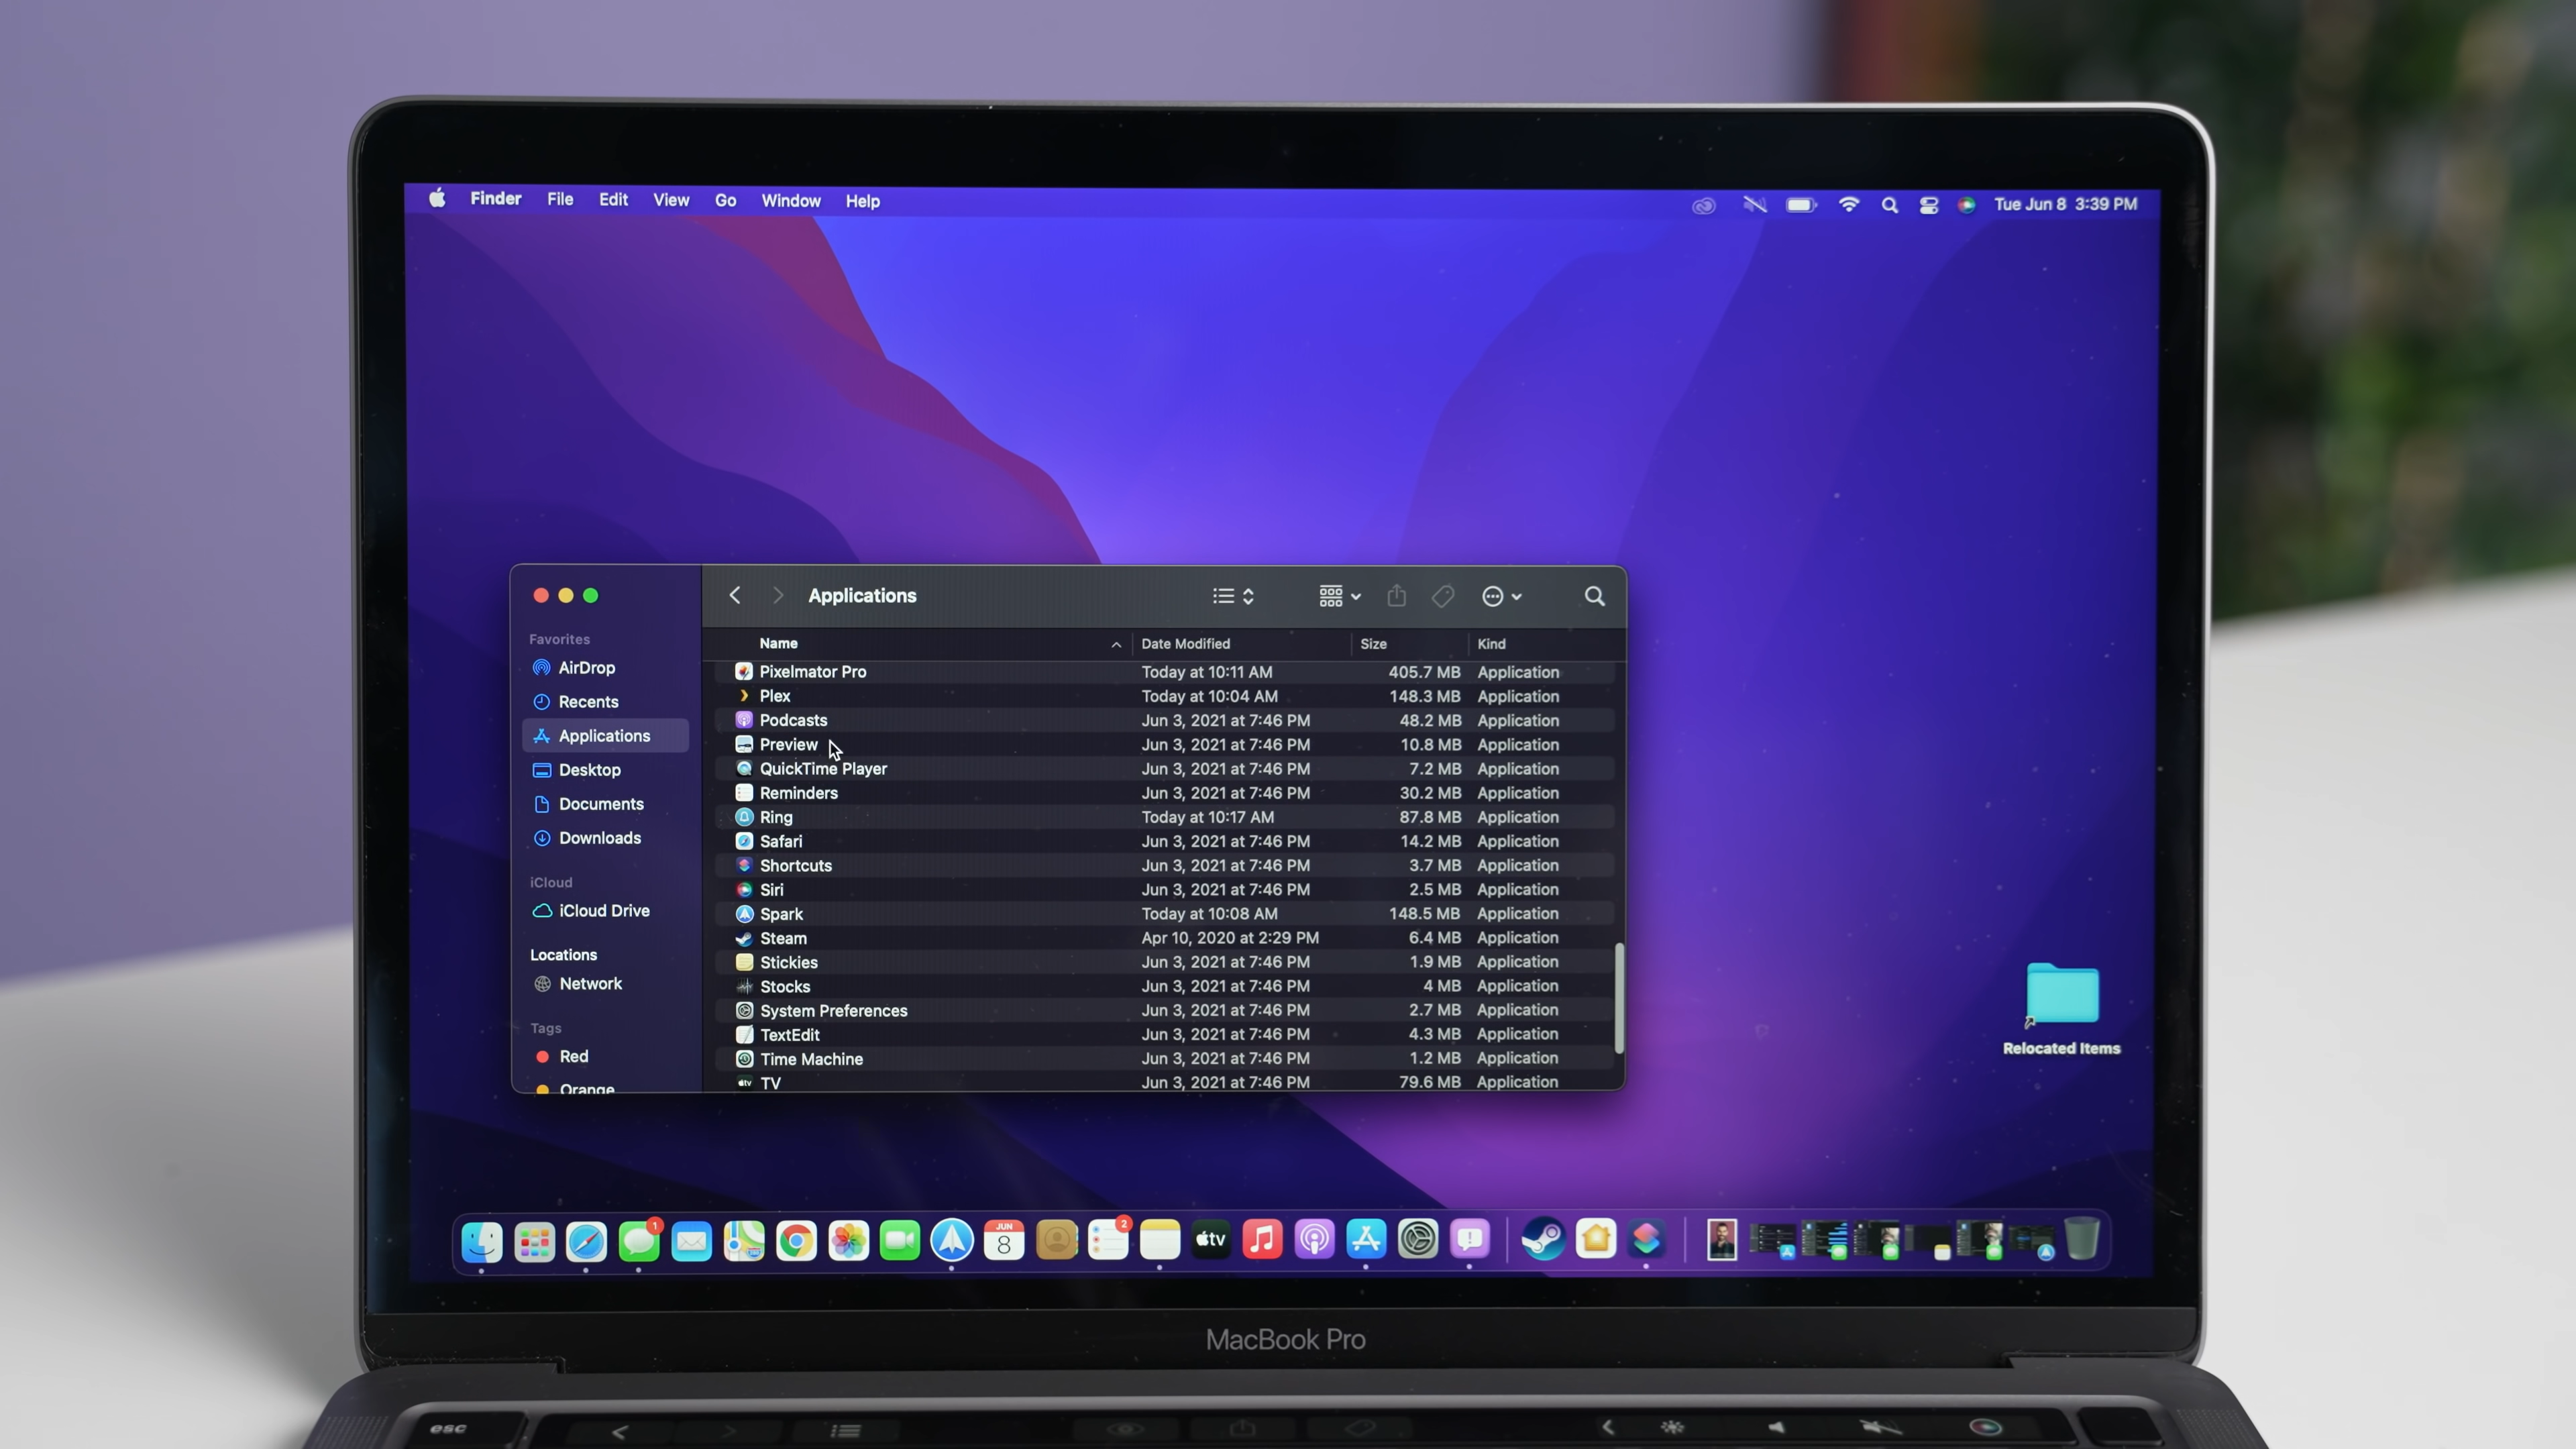 Finder File Edit View Go Window Help Tue Jun 8 3:39 PM
Applications
Favorites
AirDrop
Recents
Applications
Desktop
Documents
Downloads
iCloud
iCloud Drive
Locations
Network
Tags
Red
Orange
Name Date Modified Size Kind
Pixelmator Pro Today at 10:11 AM 405.7 MB Application
Plex Today at 10:04 AM 148.3 MB Application
Podcasts Jun 3, 2021 at 7:46 PM 48.2 MB Application
Preview Jun 3, 2021 at 7:46 PM 10.8 MB Application
QuickTime Player Jun 3, 2021 at 7:46 PM 7.2 MB Application
Reminders Jun 3, 2021 at 7:46 PM 30.2 MB Application
Ring Today at 10:17 AM 87.8 MB Application
Safari Jun 3, 2021 at 7:46 PM 14.2 MB Application
Shortcuts Jun 3, 2021 at 7:46 PM 3.7 MB Application
Siri Jun 3, 2021 at 7:46 PM 2.5 MB Application
Spark Today at 10:08 AM 148.5 MB Application
Steam Apr 10, 2020 at 2:29 PM 6.4 MB Application
Stickies Jun 3, 2021 at 7:46 PM 1.9 MB Application
Stocks Jun 3, 2021 at 7:46 PM 4 MB Application
System Preferences Jun 3, 2021 at 7:46 PM 2.7 MB Application
TextEdit Jun 3, 2021 at 7:46 PM 4.3 MB Application
Time Machine Jun 3, 2021 at 7:46 PM 1.2 MB Application
TV Jun 3, 2021 at 7:46 PM 79.6 MB Application
Relocated Items
1
JUN
8
2
tv
MacBook Pro
esc